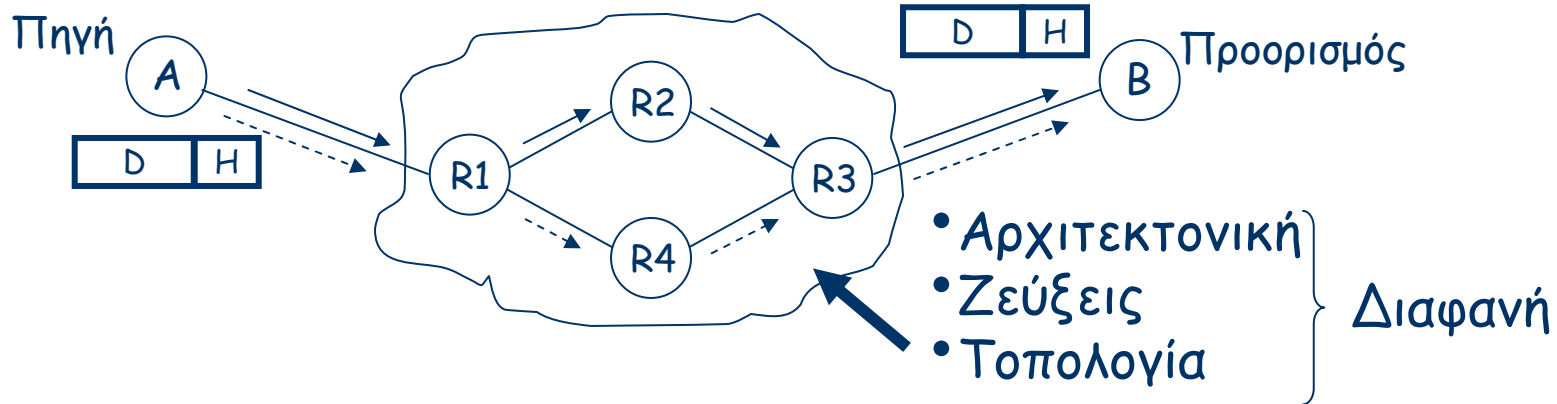 Πηγή
A
D H
R1
R2
R4
R3
D H
B
Προορισμός
• Αρχιτεκτονική
• Ζεύξεις
• Τοπολογία
Διαφανή